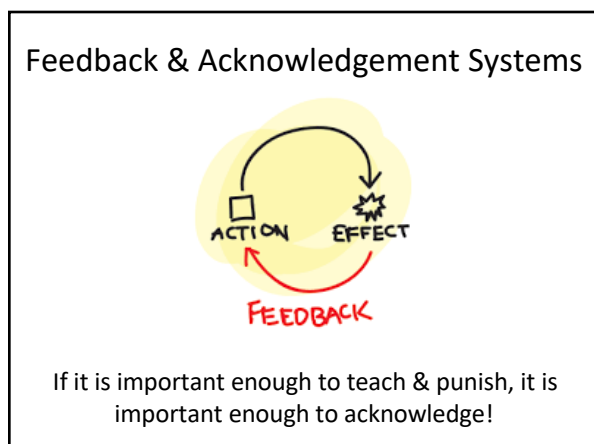 Feedback & Acknowledgement Systems
ACTION
EFFECT
FEEDBACK
If it is important enough to teach & punish, it is
important enough to acknowledge!